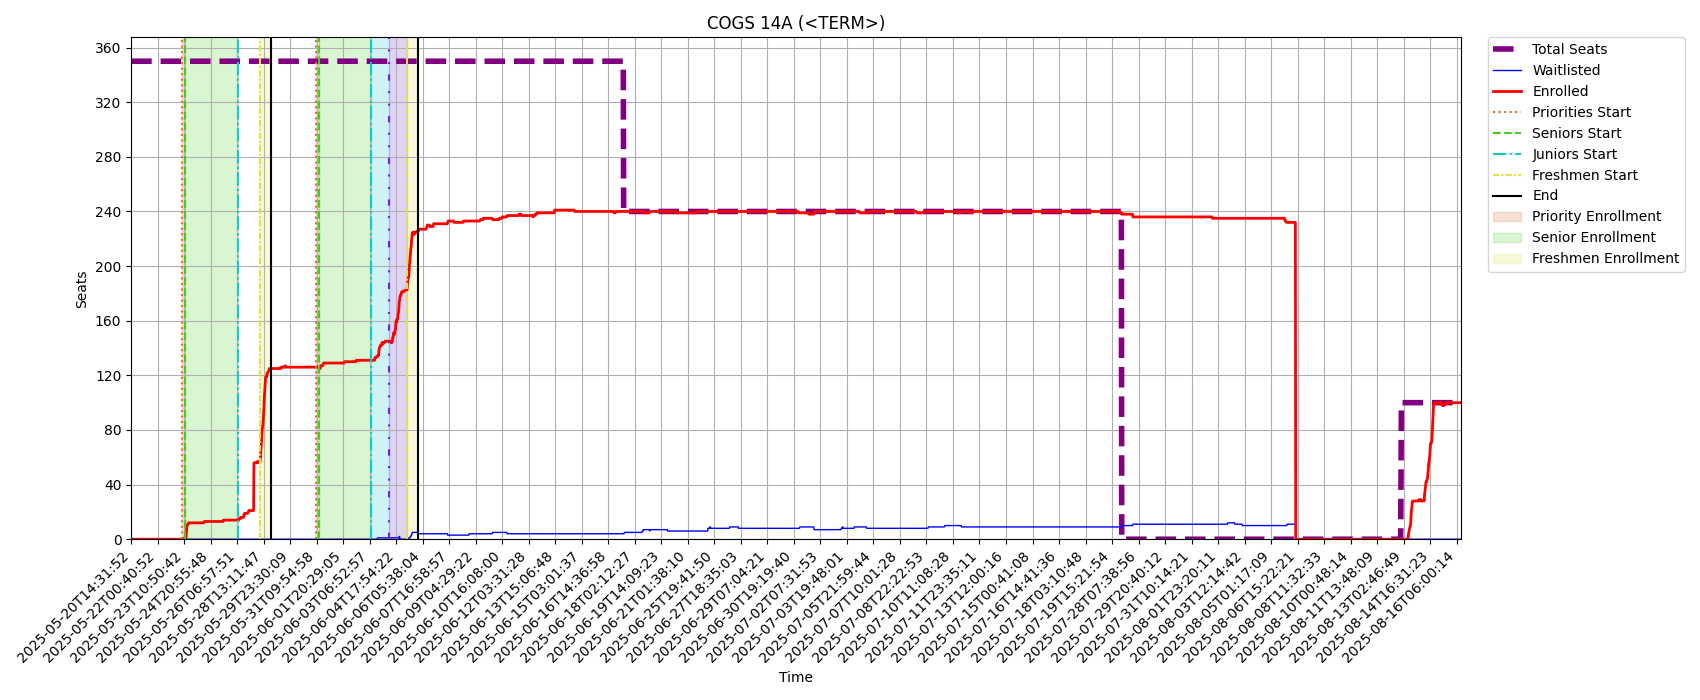 COGS 14A (<TERM>)
Seats
360
320
280
240
200
160
120
80
40
0
2025-05-20T14:31:52
2025-05-22T00:40:52
2025-05-23T10:50:42
2025-05-24T20:55:48
2025-05-26T06:57:51
2025-05-28T13:11:47
2025-05-29T23:30:09
2025-05-31T09:54:58
2025-06-01T20:29:05
2025-06-03T06:52:57
2025-06-04T17:54:22
2025-06-06T05:38:04
2025-06-07T16:58:57
2025-06-09T04:29:22
2025-06-10T16:08:00
2025-06-12T03:31:28
2025-06-13T15:06:48
2025-06-15T03:01:37
2025-06-16T14:36:58
2025-06-18T02:12:27
2025-06-19T14:09:23
2025-06-21T01:38:10
2025-06-25T19:41:50
2025-06-27T18:35:03
2025-06-29T07:04:21
2025-06-30T19:19:40
2025-07-02T07:31:53
2025-07-03T19:48:01
2025-07-05T21:59:44
2025-07-07T10:01:28
2025-07-08T22:22:53
2025-07-10T11:08:28
2025-07-11T23:35:11
2025-07-13T12:00:16
2025-07-15T00:41:08
2025-07-16T14:41:36
2025-07-18T03:10:48
2025-07-19T15:21:54
2025-07-28T07:38:56
2025-07-29T20:40:12
2025-07-31T10:14:21
2025-08-01T23:20:11
2025-08-03T12:14:42
2025-08-05T01:17:09
2025-08-06T15:22:21
2025-08-08T11:32:33
2025-08-10T00:48:14
2025-08-11T13:48:09
2025-08-13T02:46:49
2025-08-14T16:31:23
2025-08-16T06:00:14
Time
Total Seats
Waitlisted
Enrolled
Priorities Start
Seniors Start
Juniors Start
Freshmen Start
End
Priority Enrollment
Senior Enrollment
Freshmen Enrollment